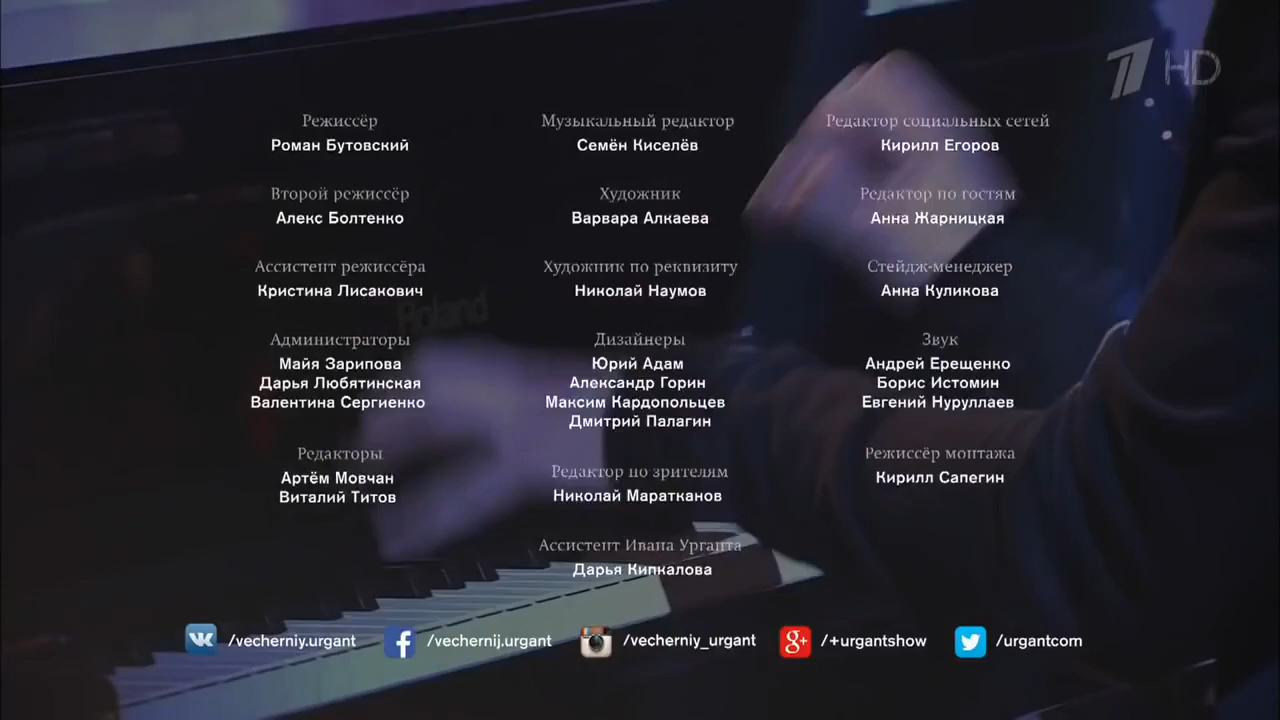 HD
Режиссёр
Роман Бутовский
Второй режиссёр
Алекс Болтенко
Ассистент режиссёра
Кристина Лисакович
Администраторы
Майя Зарипова
Дарья Любятинская
Валентина Сергиенко
Редакторы
Артём Мовчан
Виталий Титов
Музыкальный редактор
Семён Киселёв
Художник
Варвара Алкаева
Художник по реквизиту
Николай Наумов
Дизайнеры
Юрий Адам
Александр Горин
Максим Кардопольцев
Дмитрий Палагин
Редактор по зрителям
Николай Маратканов
Ассистент Ивана Урганта
Дарья Кипкалова
Редактор социальных сетей
Кирилл Егоров
Редактор по гостям
Анна Жарницкая
Стейдж-менеджер
Анна Куликова
Звук
Андрей Ерещенко
Борис Истомин
Евгений Нуруллаев
Режиссёр монтажа
Кирилл Сапегин
Roland
/vecherniy.urgant
/vechernij.urgant
/vecherniy_urgant
/+urgantshow
/urgantcom